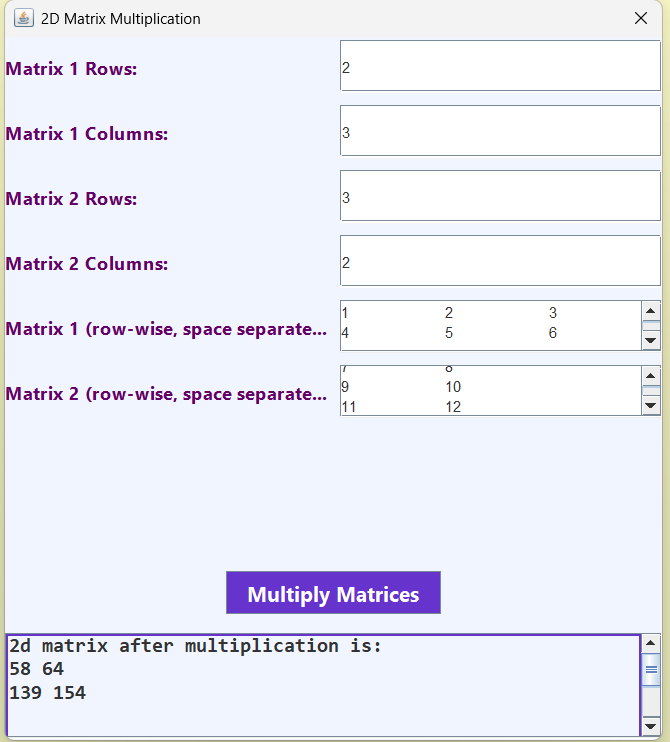 2D Matrix Multiplication
Matrix 1 Rows: 2
Matrix 1 Columns: 3
Matrix 2 Rows: 3
Matrix 2 Columns: 2
Matrix 1 (row-wise, space separate...
1 2 3
4 5 6
Matrix 2 (row-wise, space separate...
7 8
9 10
11 12
Multiply Matrices
2d matrix after multiplication is:
58 64
139 154